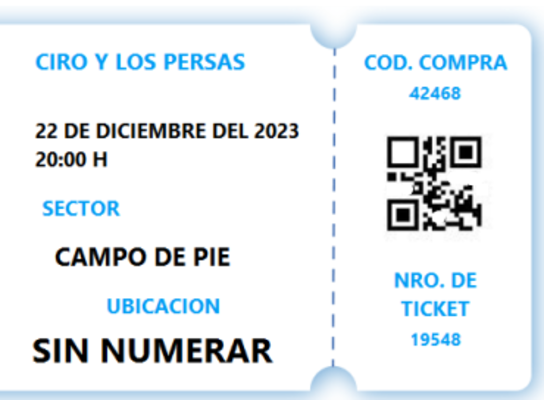 CIRO Y LOS PERSAS
22 DE DICIEMBRE DEL 2023
20:00 H
SECTOR
CAMPO DE PIE
UBICACION
SIN NUMERAR
COD. COMPRA
42468
NRO. DE
TICKET
19548